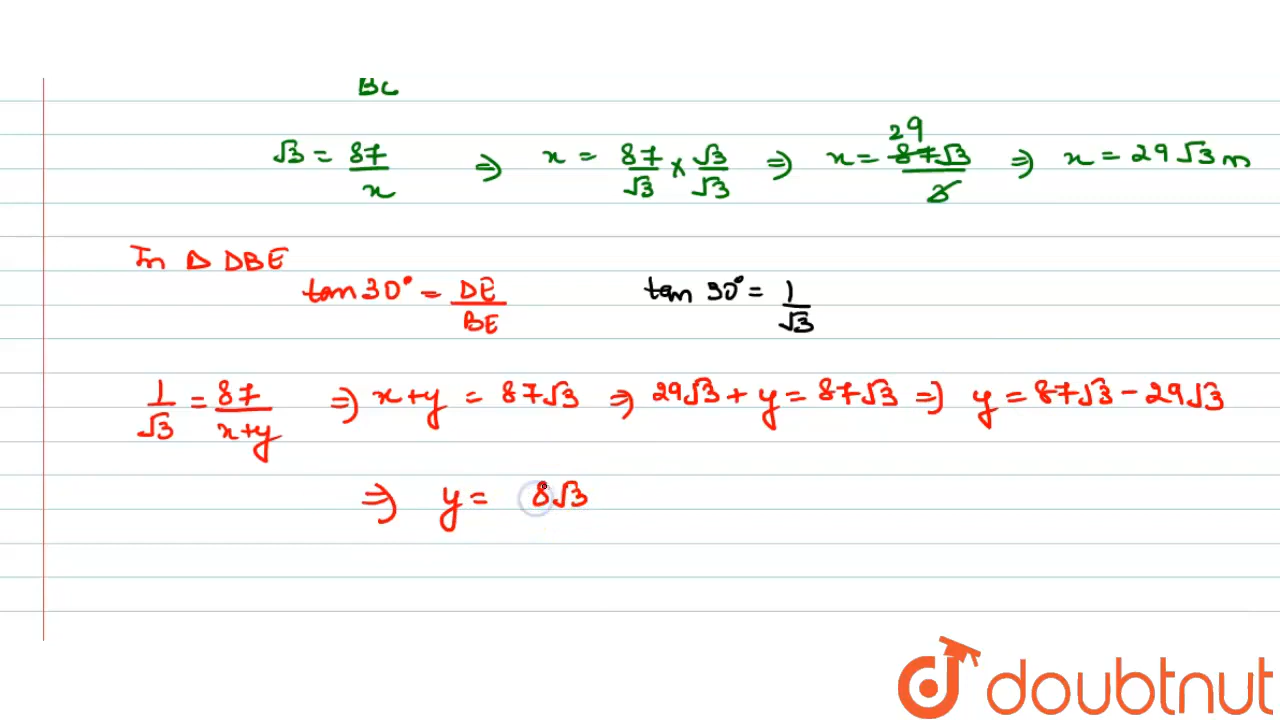 BC
√3 = 87/x ⇒ x = 87/√3 × √3/√3 ⇒ x = 29 87√3/3 ⇒ x = 29√3 m
In Δ DBE
tan 30° = DE/BE tan 30° = 1/√3
1/√3 = 87/x+y ⇒ x+y = 87√3 ⇒ 29√3 + y = 87√3 ⇒ y = 87√3 - 29√3
⇒ y = 8√3
doubtnut